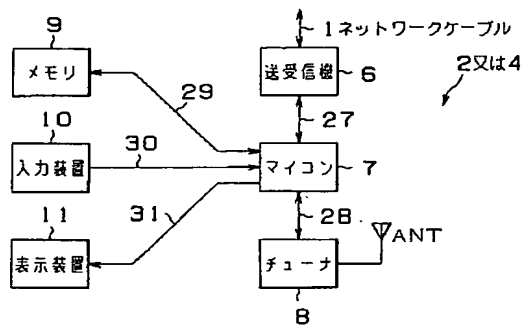 9
メモリ
29
1ネットワークケーブル
送受信機
6
2又は4
27
10
入力装置
30
マイコン
7
11
31
28
表示装置
チューナ
8
ANT